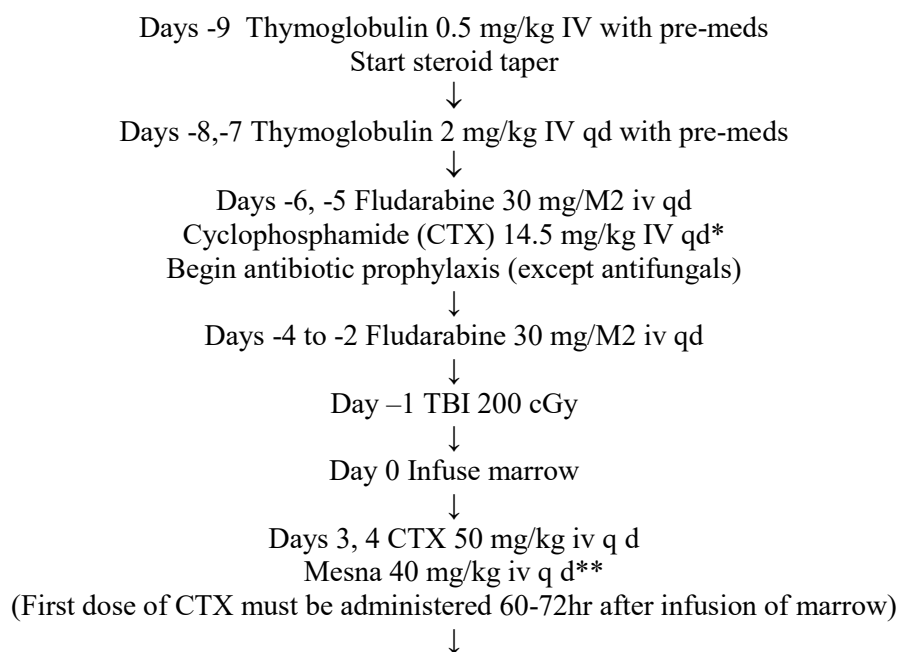 Days -9  Thymoglobulin 0.5 mg/kg IV with pre-meds
Start steroid taper
↓
Days -8,-7 Thymoglobulin 2 mg/kg IV qd with pre-meds
↓
Days -6, -5 Fludarabine 30 mg/M2 iv qd
Cyclophosphamide (CTX) 14.5 mg/kg IV qd*
Begin antibiotic prophylaxis (except antifungals)
↓
Days -4 to -2 Fludarabine 30 mg/M2 iv qd
↓
Day –1 TBI 200 cGy
↓
Day 0 Infuse marrow
↓
Days 3, 4 CTX 50 mg/kg iv q d
Mesna 40 mg/kg iv q d**
(First dose of CTX must be administered 60-72hr after infusion of marrow)
↓